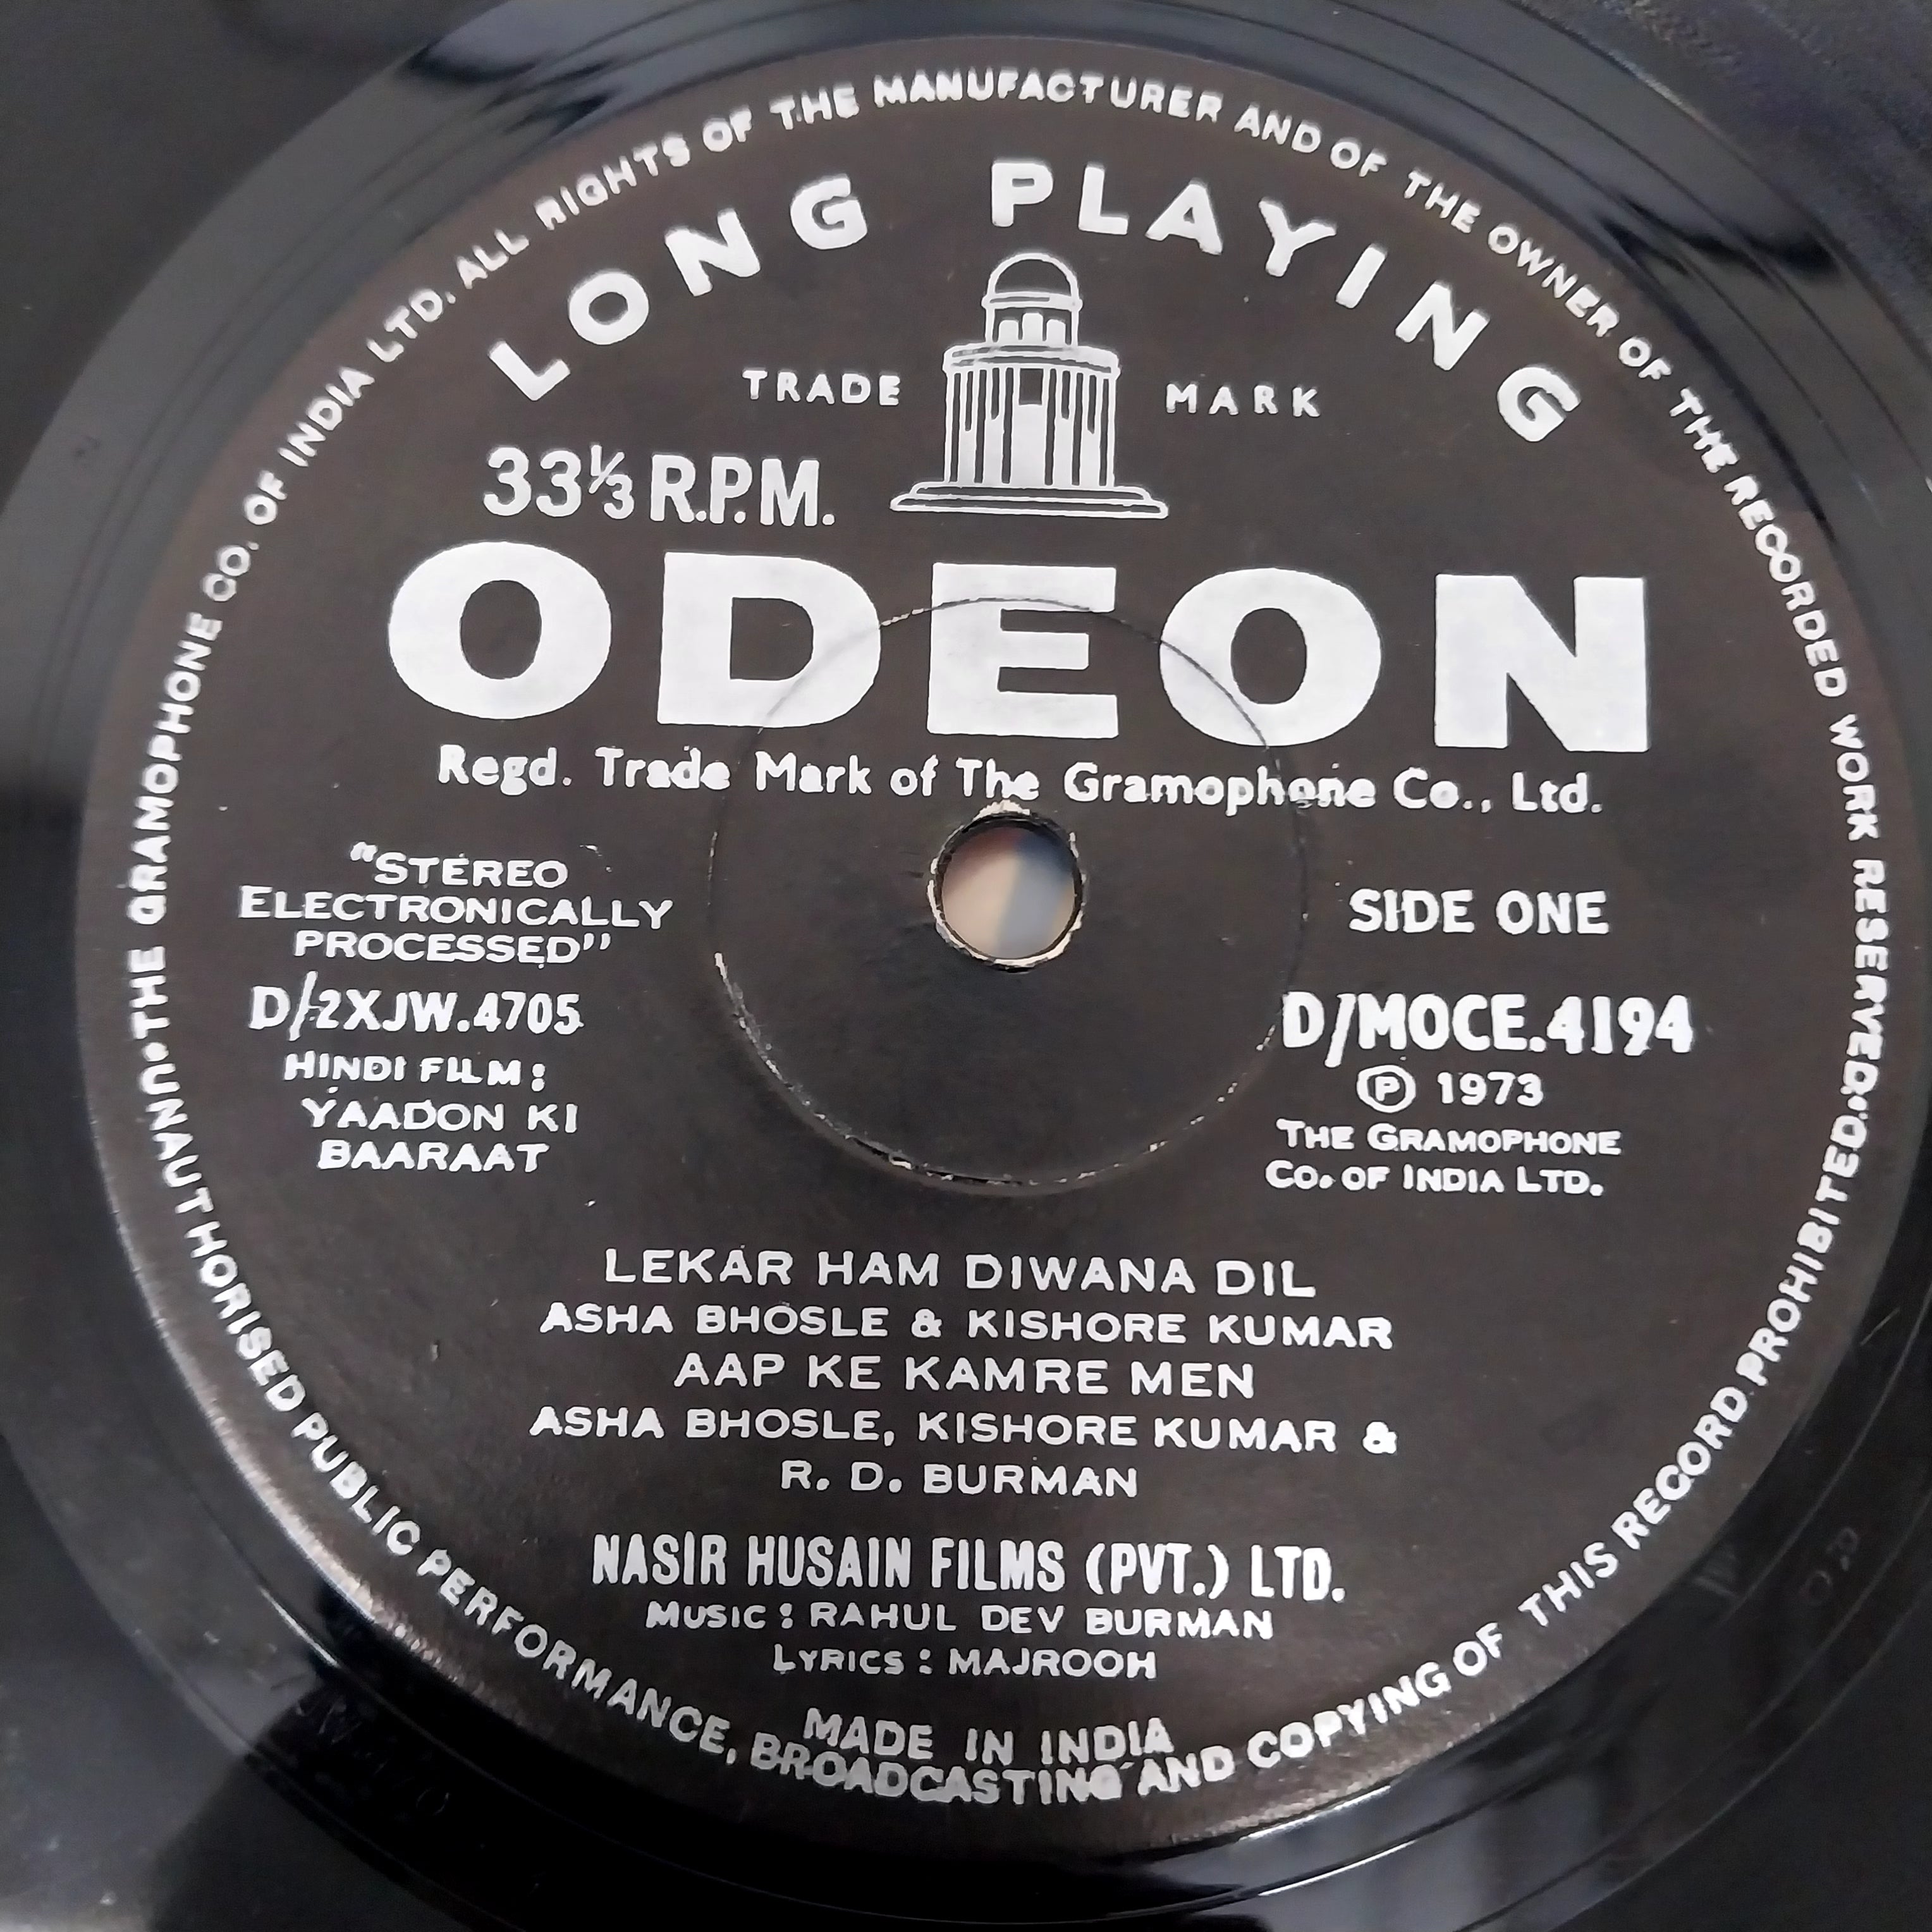 THE GRAMOPHONE CO. OF INDIA LTD. ALL RIGHTS OF THE MANUFACTURER AND OF THE OWNER OF THE RECORDED WORK RESERVED.
LONG PLAYING
TRADE MARK
33⅓ R.P.M.
ODEON
Regd. Trade Mark of The Gramophone Co., Ltd.
"STEREO
ELECTRONICALLY
PROCESSED"
D/2XJW.4705
HINDI FILM:
YAADON KI
BAARAAT
SIDE ONE
D/MOCE.4194
Ⓟ 1973
THE GRAMOPHONE
CO. OF INDIA LTD.
LEKAR HAM DIWANA DIL
ASHA BHOSLE & KISHORE KUMAR
AAP KE KAMRE MEN
ASHA BHOSLE, KISHORE KUMAR &
R. D. BURMAN
NASIR HUSAIN FILMS (PVT.) LTD.
MUSIC: RAHUL DEV BURMAN
LYRICS: MAJROOH
MADE IN INDIA
UNAUTHORISED PUBLIC PERFORMANCE, BROADCASTING AND COPYING OF THIS RECORD PROHIBITED.